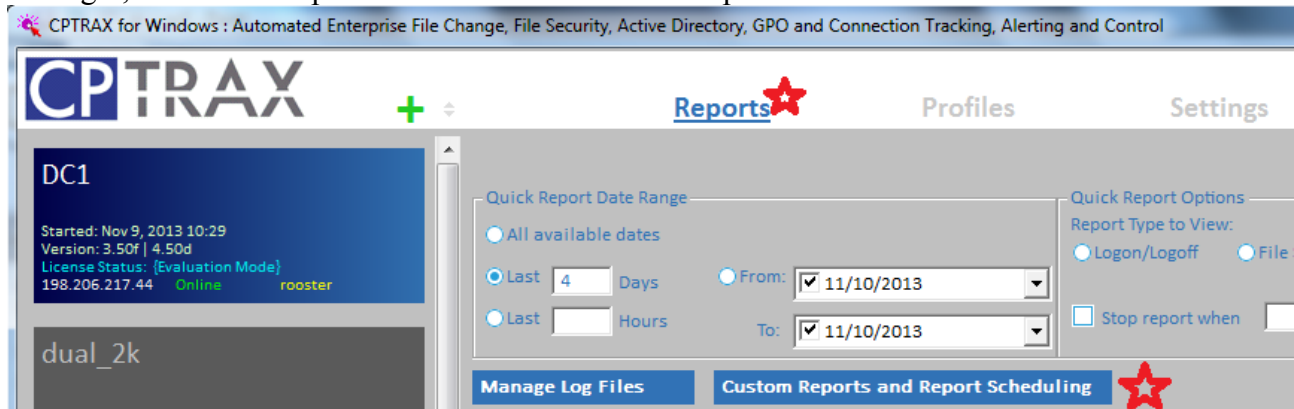 CPTRAX for Windows : Automated Enterprise File Change, File Security, Active Directory, GPO and Connection Tracking, Alerting and Control
CPTRAX + Reports Profiles Settings
DC1
Started: Nov 9, 2013 10:29
Version: 3.50f | 4.50d
License Status: {Evaluation Mode}
198.206.217.44 Online rooster
dual_2k
Quick Report Date Range
All available dates
Last 4 Days From: 11/10/2013
Last Hours To: 11/10/2013
Quick Report Options
Report Type to View:
Logon/Logoff File
Stop report when
Manage Log Files Custom Reports and Report Scheduling